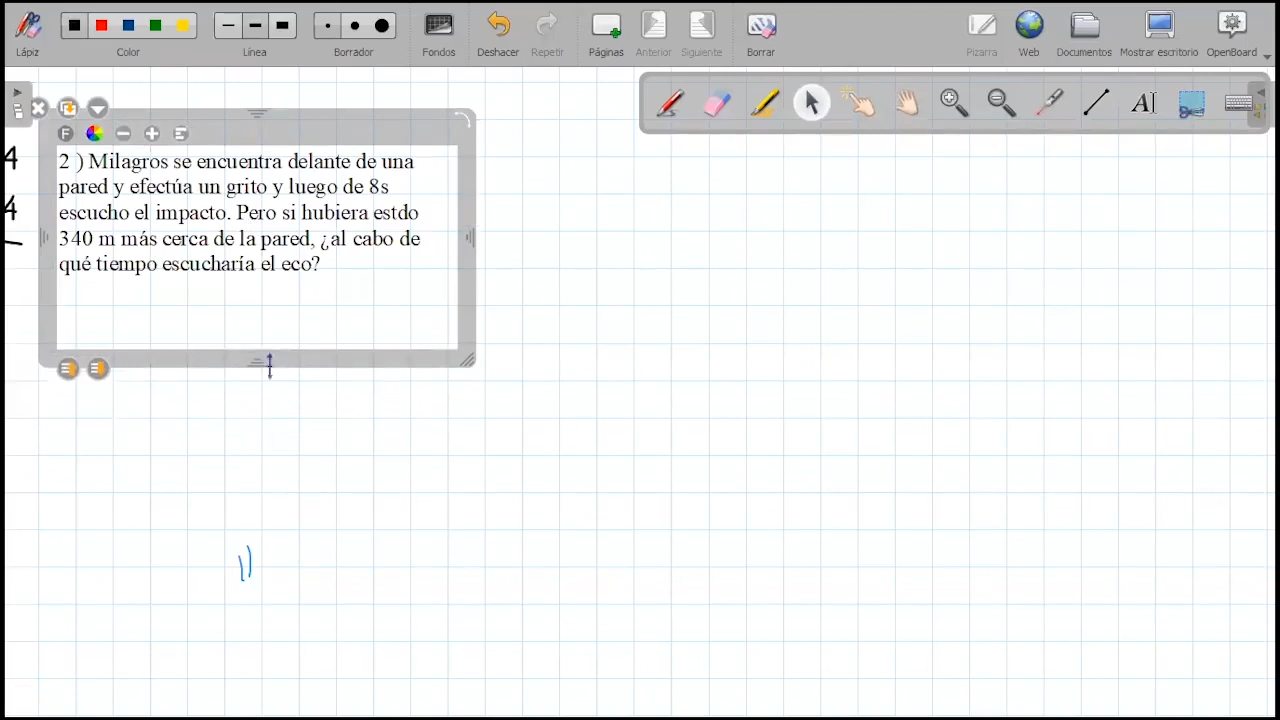 Lápiz
Color
Línea
Borrador
Fondos
Deshacer
Repetir
Páginas
Anterior
Siguiente
Borrar
Pizarra
Web
Documentos
Mostrar escritorio
OpenBoard
2 ) Milagros se encuentra delante de una
pared y efectúa un grito y luego de 8s
escucho el impacto. Pero si hubiera estdo
340 m más cerca de la pared, ¿al cabo de
qué tiempo escucharía el eco?
4
4